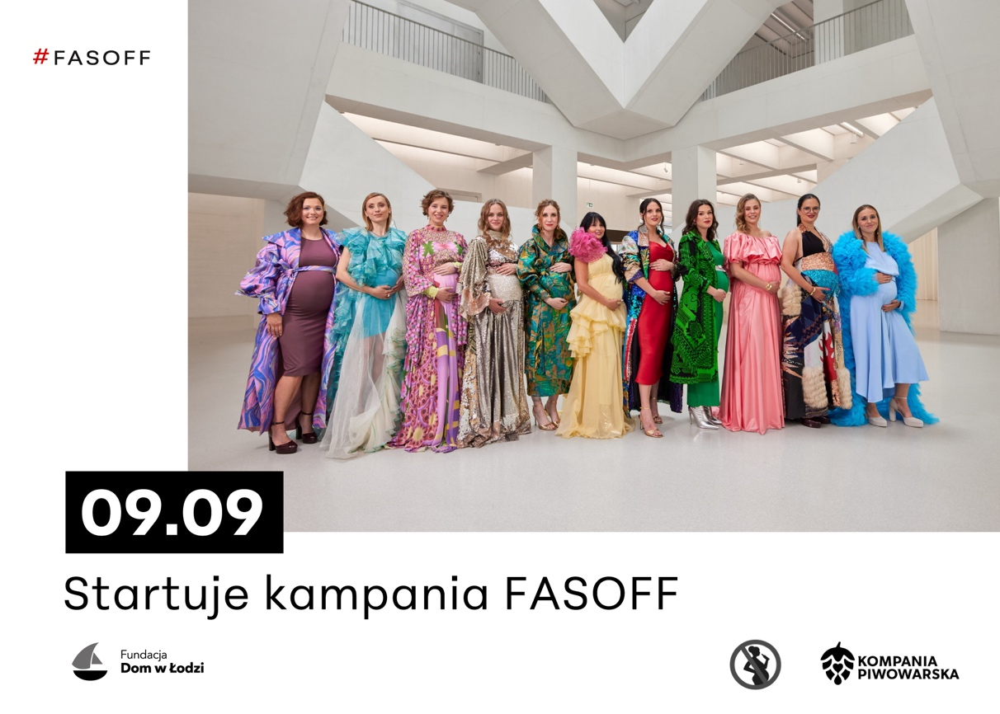 #FASOFF
09.09
Startuje kampania FASOFF
Fundacja
Dom w Łodzi
KOMPANIA
PIWOWARSKA